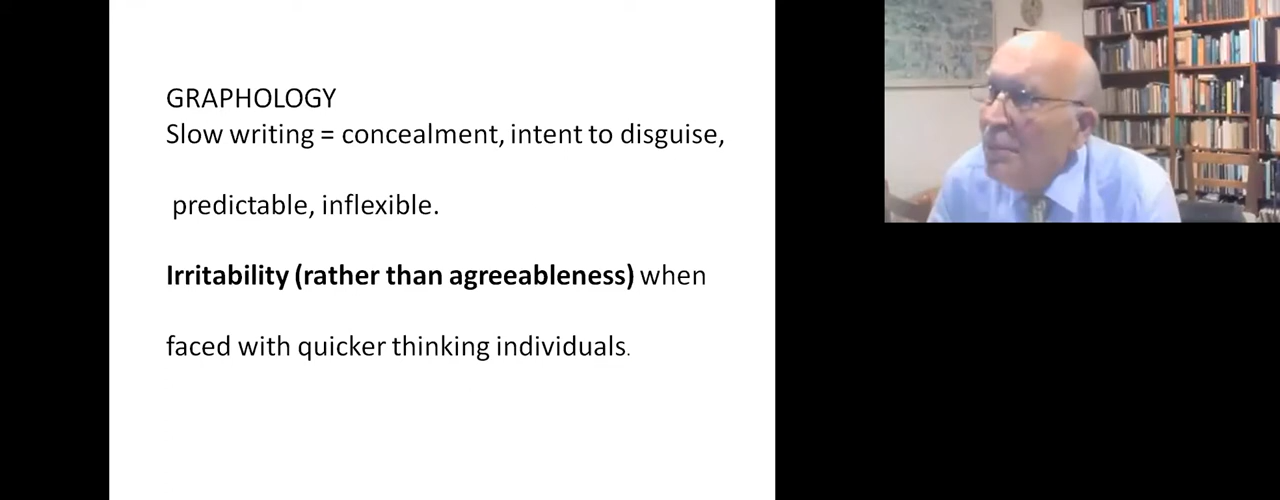 GRAPHOLOGY
Slow writing = concealment, intent to disguise,
predictable, inflexible.
Irritability (rather than agreeableness) when
faced with quicker thinking individuals.